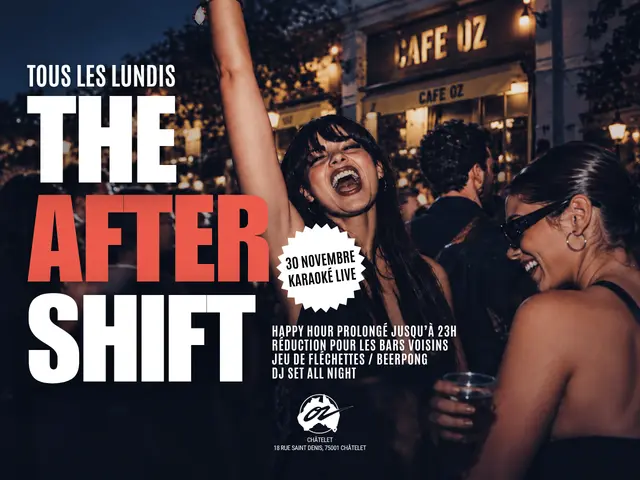 CAFE OZ
CAFE OZ
TOUS LES LUNDIS
THE
AFTER
SHIFT
30 NOVEMBRE
KARAOKÉ LIVE
HAPPY HOUR PROLONGÉ JUSQU'À 23H
RÉDUCTION POUR LES BARS VOISINS
JEU DE FLÉCHETTES / BEERPONG
DJ SET ALL NIGHT
OZ
CHÂTELET
18 RUE SAINT DENIS, 75001 CHÂTELET